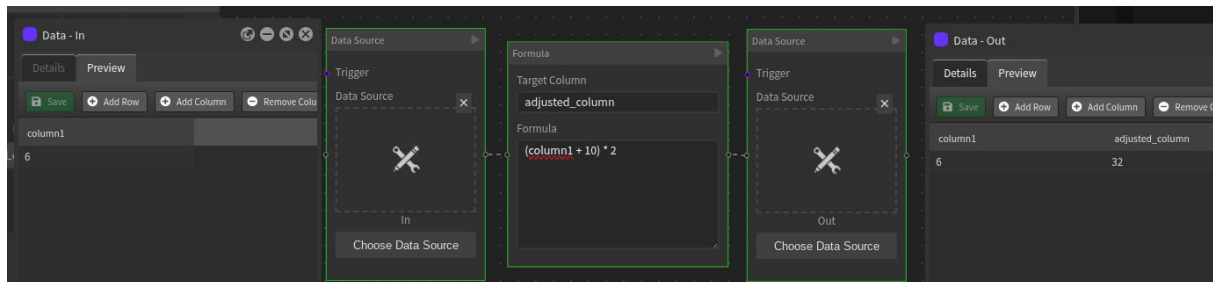 Data - In
Details Preview
Save Add Row Add Column Remove Colu
column1
6
Data Source
Trigger
Data Source
In
Choose Data Source
Formula
Target Column
adjusted_column
Formula
(column1 + 10) * 2
Data Source
Trigger
Data Source
Out
Choose Data Source
Data - Out
Details Preview
Save Add Row Add Column Remove
column1 adjusted_column
6 32